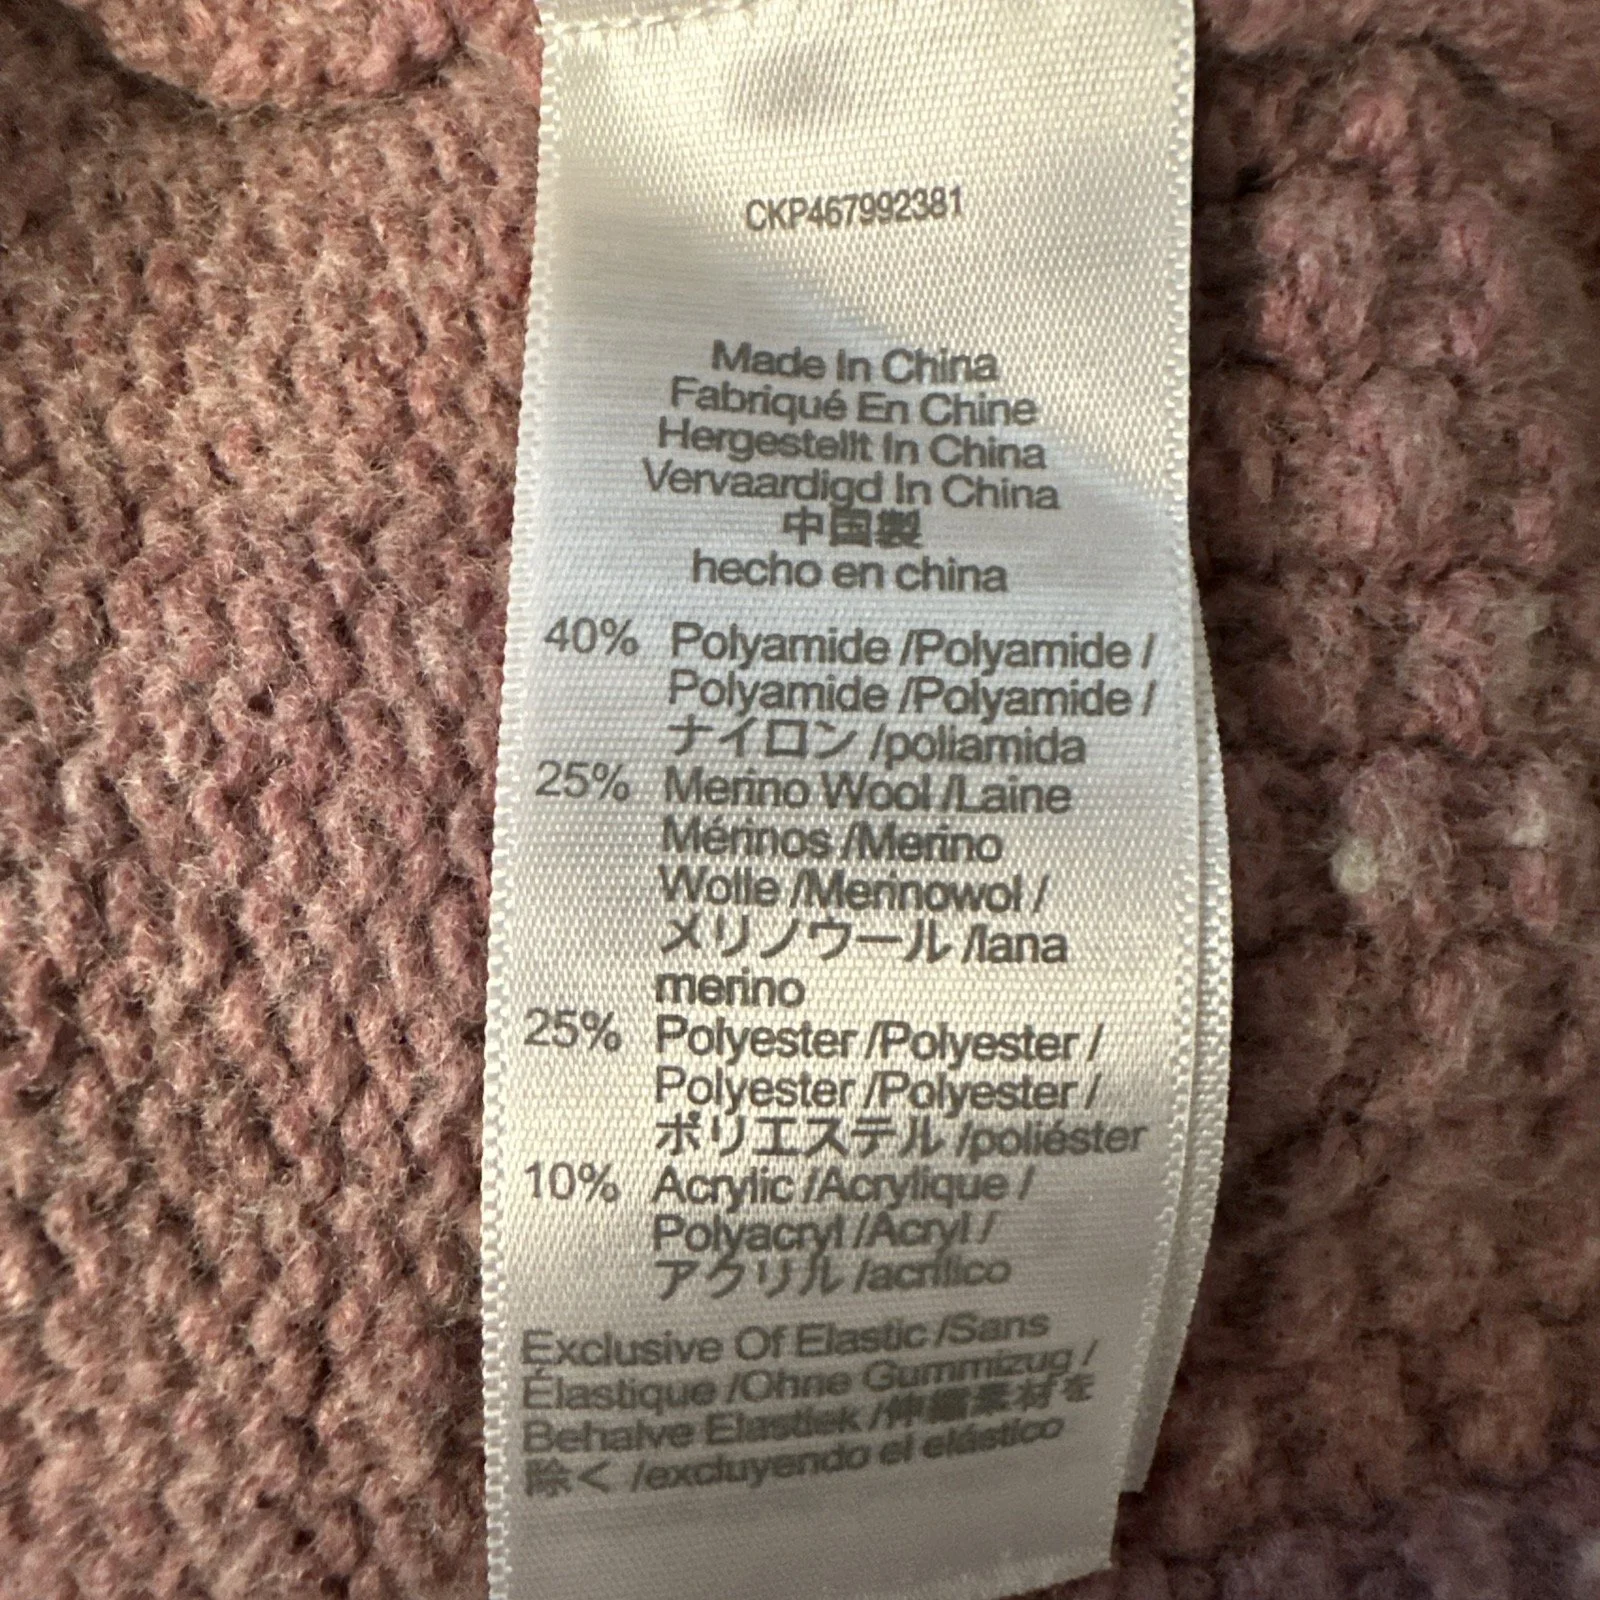 CKP467992381
Made In China
Fabriqué En Chine
Hergestellt In China
Vervaardigd In China
中国製
hecho en china
40% Polyamide /Polyamide /
Polyamide /Polyamide /
ナイロン /poliamida
25% Merino Wool /Laine
Mérinos /Merino
Wolle /Merinowol /
メリノウール /lana
merino
25% Polyester /Polyester /
Polyester /Polyester /
ポリエステル /poliéster
10% Acrylic /Acrylique /
Polyacryl /Acryl /
アクリル /acrílico
Exclusive Of Elastic /Sans
Élastique /Ohne Gummizug /
Behalve Elastiek /伸縮素材を
除く /excluyendo el elástico